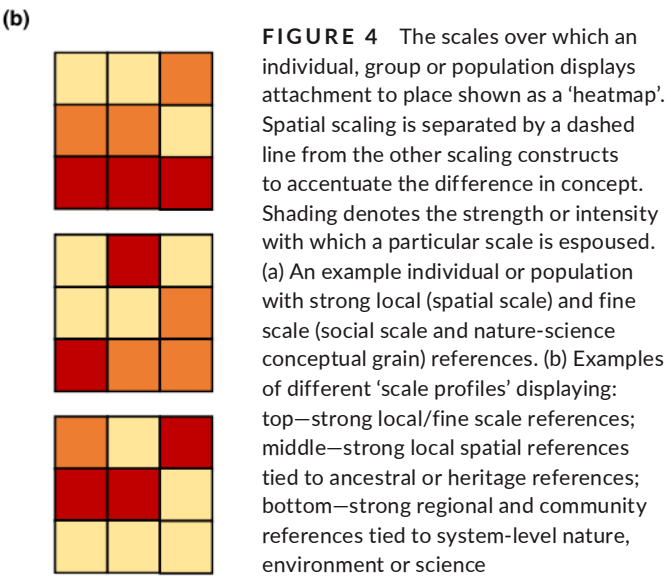 (b)
FIGURE 4 The scales over which an
individual, group or population displays
attachment to place shown as a ‘heatmap’.
Spatial scaling is separated by a dashed
line from the other scaling constructs
to accentuate the difference in concept.
Shading denotes the strength or intensity
with which a particular scale is espoused.
(a) An example individual or population
with strong local (spatial scale) and fine
scale (social scale and nature-science
conceptual grain) references. (b) Examples
of different ‘scale profiles’ displaying:
top—strong local/fine scale references;
middle—strong local spatial references
tied to ancestral or heritage references;
bottom—strong regional and community
references tied to system-level nature,
environment or science